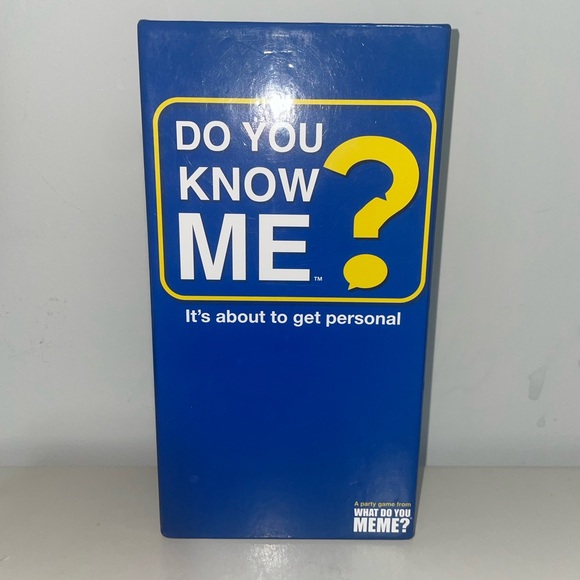 DO YOU
KNOW
ME ?
™
It's about to get personal
A party game from
WHAT DO YOU
MEME?